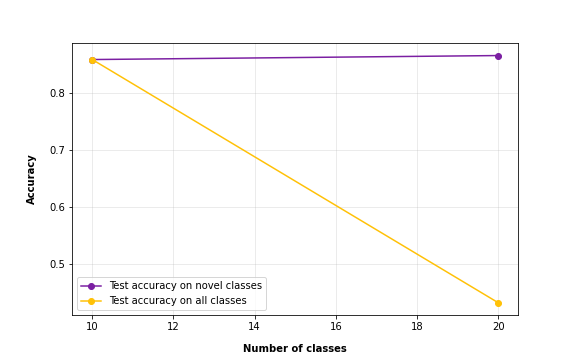 0.8
0.7
0.6
0.5
Accuracy
Test accuracy on novel classes
Test accuracy on all classes
10 12 14 16 18 20
Number of classes